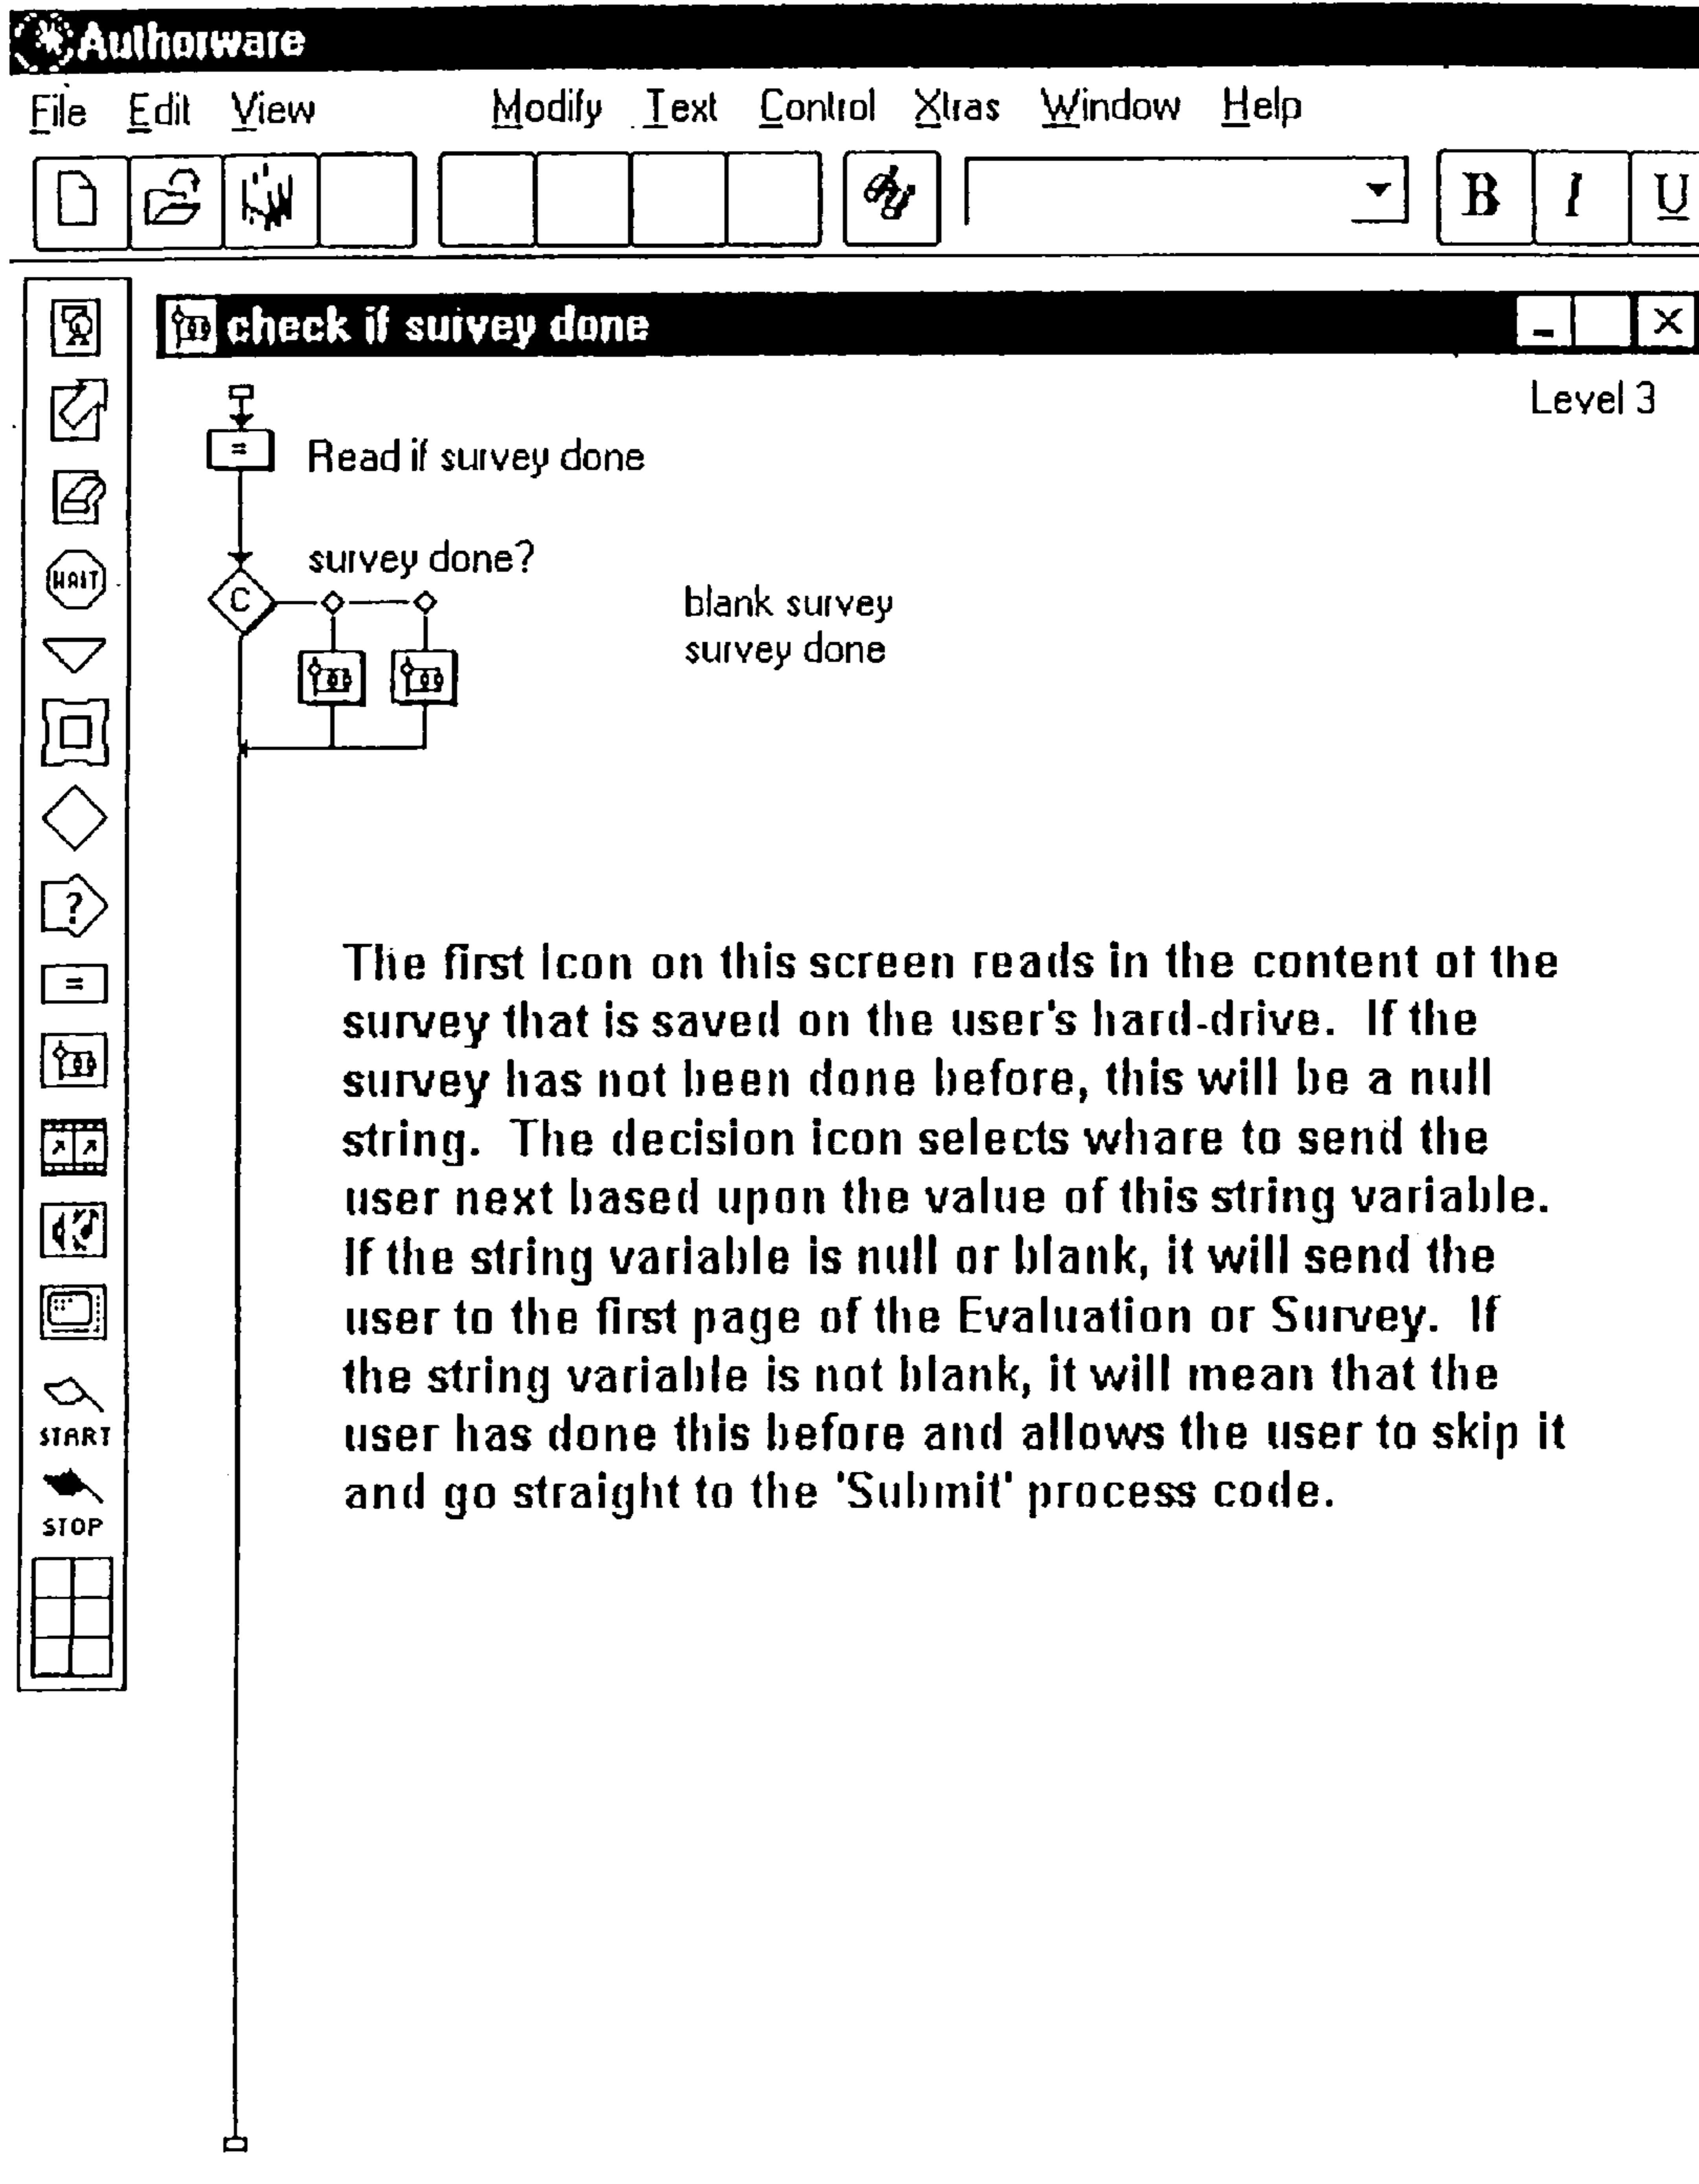 Authorware
File Edit View Modify Text Control Xtras Window Help
B I U
check if survey done
Level 3
=
Read if survey done
survey done?
C
blank survey
survey done
WAIT
?
=
The first Icon on this screen reads in the content of the
survey that is saved on the user's hard-drive. If the
survey has not been done before, this will be a null
string. The decision icon selects whare to send the
user next based upon the value of this string variable.
If the string variable is null or blank, it will send the
user to the first page of the Evaluation or Survey. If
the string variable is not blank, it will mean that the
user has done this before and allows the user to skip it
and go straight to the 'Submit' process code.
START
STOP